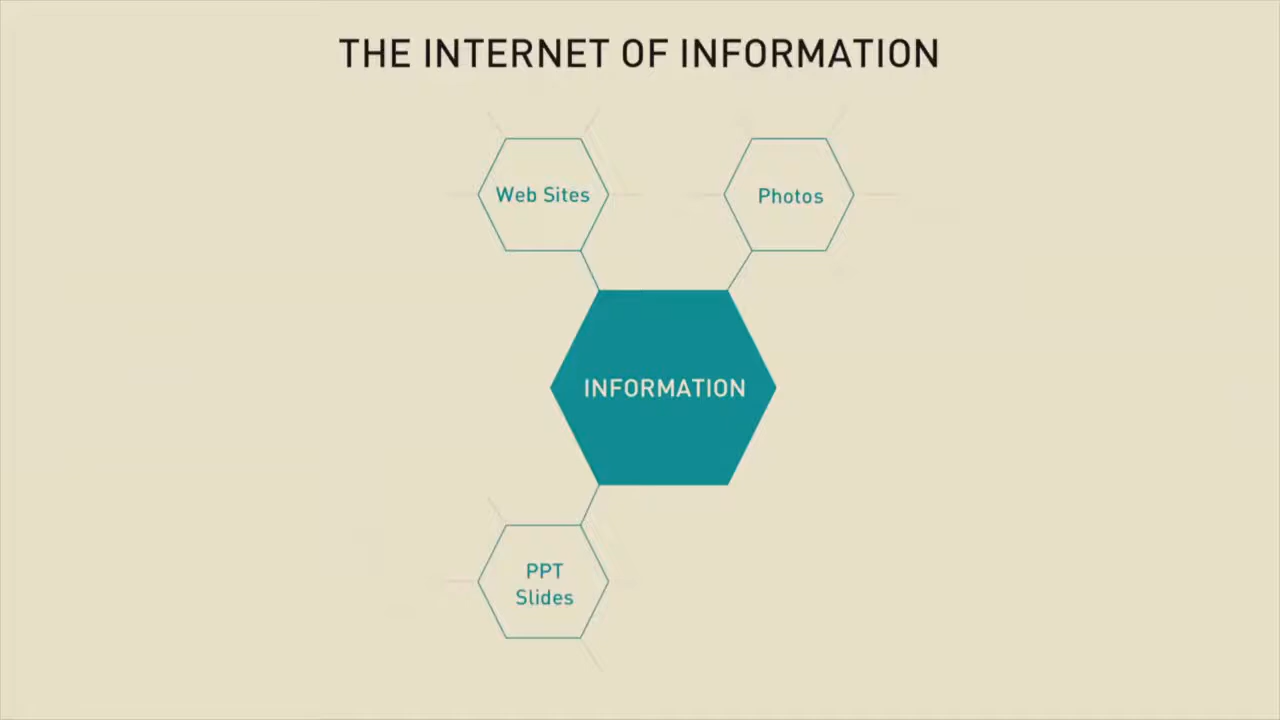 THE INTERNET OF INFORMATION
Web Sites
Photos
INFORMATION
PPT
Slides